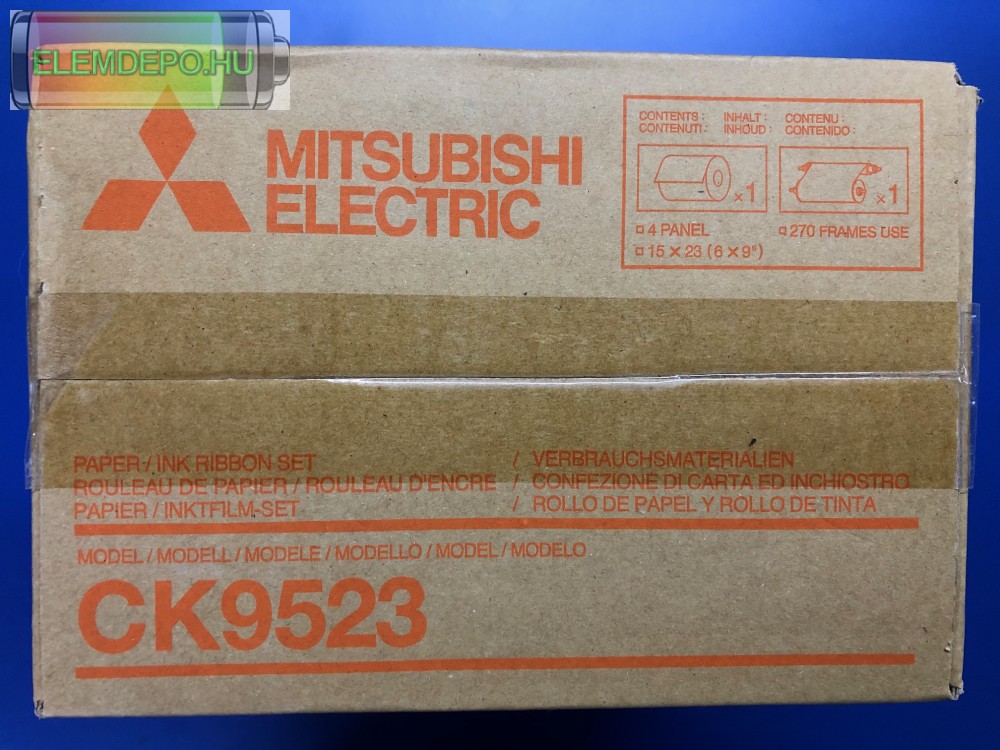 ELEMDEPO.HU
MITSUBISHI
ELECTRIC
CONTENTS : INHALT : CONTENU :
CONTENUTI : INHOUD : CONTENIDO :
×1 ×1
4 PANEL 270 FRAMES USE
15 × 23 (6 × 9")
PAPER / INK RIBBON SET / VERBRAUCHSMATERIALIEN
ROULEAU DE PAPIER / ROULEAU D'ENCRE / CONFEZIONE DI CARTA ED INCHIOSTRO
PAPIER / INKTFILM-SET / ROLLO DE PAPEL Y ROLLO DE TINTA
MODEL / MODELL / MODELE / MODELLO / MODEL / MODELO
CK9523